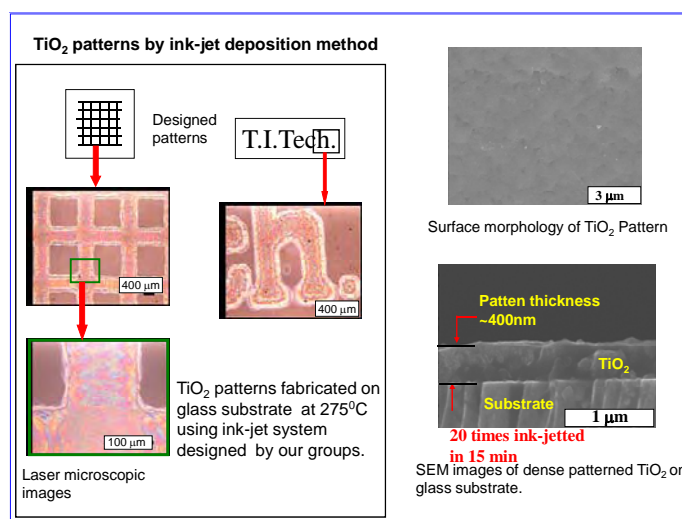 TiO2 patterns by ink-jet deposition method
Designed
patterns
T.I.Tech.
400 μm
400 μm
100 μm
TiO2 patterns fabricated on
glass substrate at 275⁰C
using ink-jet system
designed by our groups.
Laser microscopic
images
3 μm
Surface morphology of TiO2 Pattern
Patten thickness
~400nm
TiO2
Substrate
1 μm
20 times ink-jetted
in 15 min
SEM images of dense patterned TiO2 or
glass substrate.